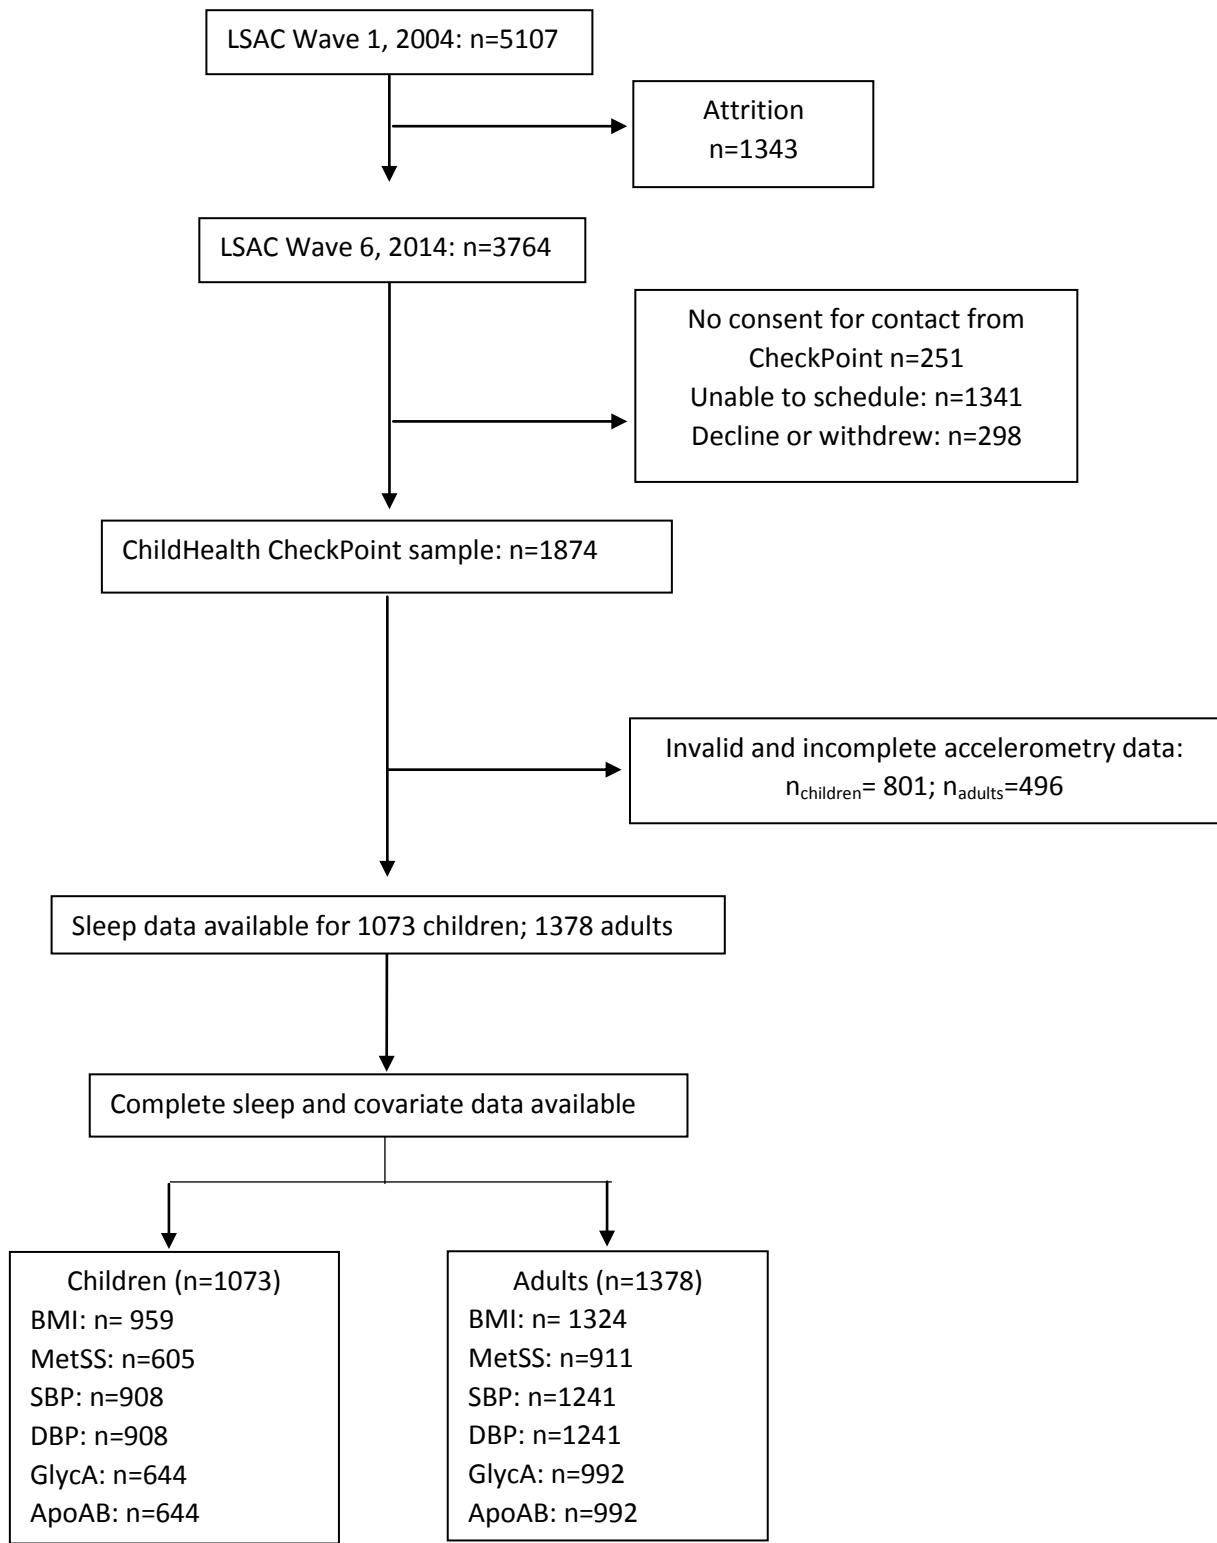 LSAC Wave 1, 2004: n=5107
Attrition
n=1343
LSAC Wave 6, 2014: n=3764
No consent for contact from
CheckPoint n=251
Unable to schedule: n=1341
Decline or withdrew: n=298
ChildHealth CheckPoint sample: n=1874
Invalid and incomplete accelerometry data:
nchildren= 801; nadults=496
Sleep data available for 1073 children; 1378 adults
Complete sleep and covariate data available
Children (n=1073)
BMI: n= 959
MetSS: n=605
SBP: n=908
DBP: n=908
GlycA: n=644
ApoAB: n=644
Adults (n=1378)
BMI: n= 1324
MetSS: n=911
SBP: n=1241
DBP: n=1241
GlycA: n=992
ApoAB: n=992